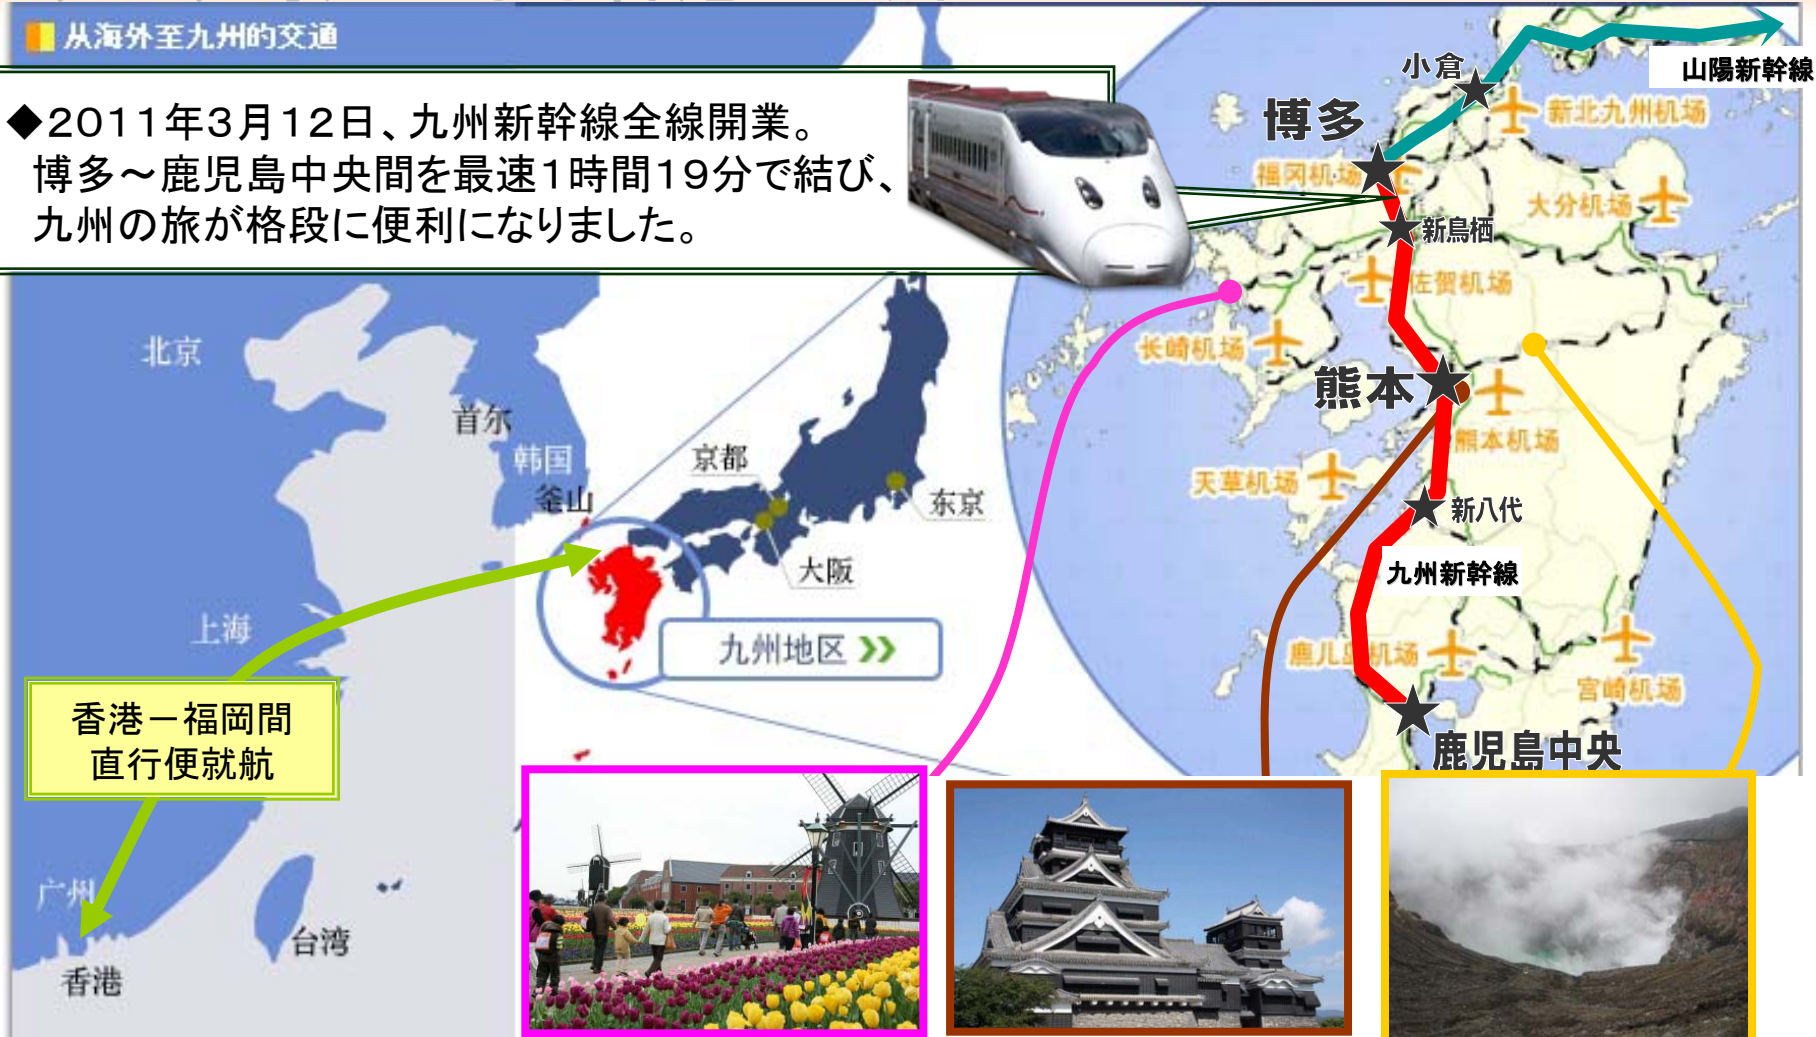 从海外至九州的交通
◆2011年3月12日、九州新幹線全線開業。
博多～鹿児島中央間を最速1時間19分で結び、
九州の旅が格段に便利になりました。
山陽新幹線
小倉
博多
新北九州机场
福冈机场
大分机场
新鳥栖
佐賀机场
长崎机场
熊本
熊本机场
天草机场
新八代
九州新幹線
鹿儿岛机场
宫崎机场
鹿児島中央
北京
首尔
韩国
釜山
京都
东京
大阪
上海
九州地区 >>
香港－福岡間
直行便就航
广州
台湾
香港